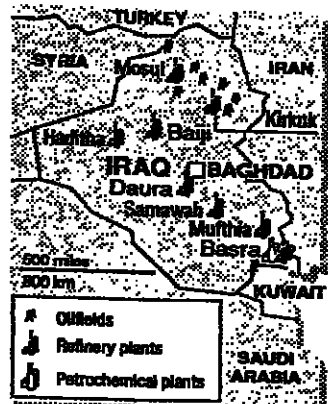 TURKEY
SYRIA
IRAN
Mosul
Kirkuk
Haditha
Baiji
IRAQ
BAGHDAD
Daura
Samawah
Mufthia
Basra
500 miles
800 km
KUWAIT
Oilfields
Refinery plants
Petrochemical plants
SAUDI
ARABIA